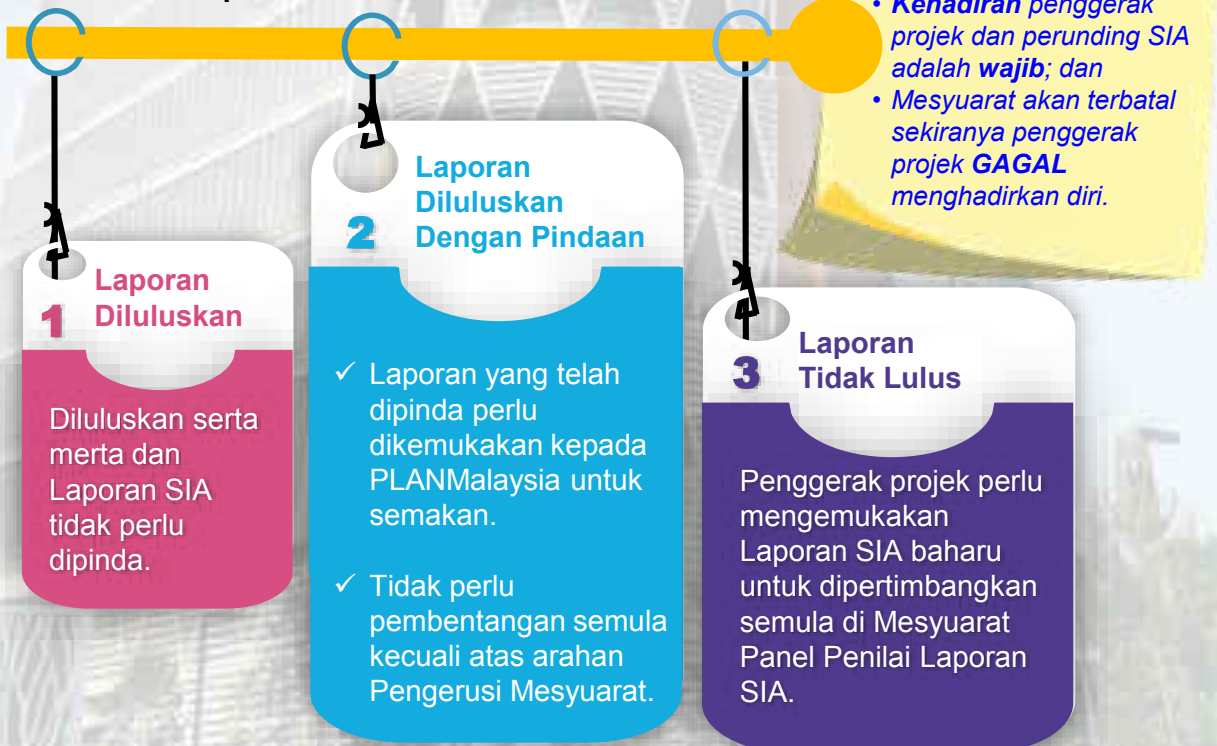 • Kehadiran penggerak
projek dan perunding SIA
adalah wajib; dan
• Mesyuarat akan terbatal
sekiranya penggerak
projek GAGAL
menghadirkan diri.
1
Laporan
Diluluskan
Diluluskan serta
merta dan
Laporan SIA
tidak perlu
dipinda.
2
Laporan
Diluluskan
Dengan Pindaan
✓ Laporan yang telah
dipinda perlu
dikemukakan kepada
PLANMalaysia untuk
semakan.
✓ Tidak perlu
pembentangan semula
kecuali atas arahan
Pengerusi Mesyuarat.
3
Laporan
Tidak Lulus
Penggerak projek perlu
mengemukakan
Laporan SIA baharu
untuk dipertimbangkan
semula di Mesyuarat
Panel Penilai Laporan
SIA.